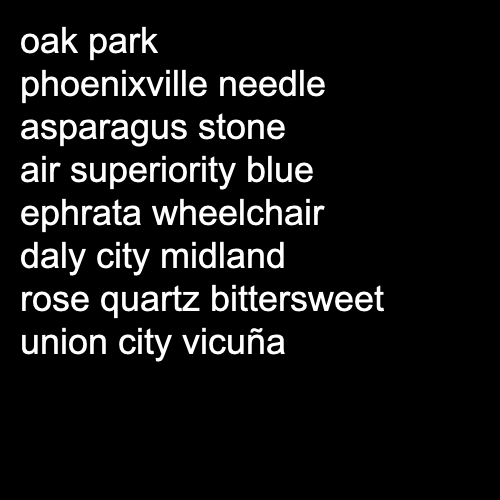 oak park
phoenixville needle
asparagus stone
air superiority blue
ephrata wheelchair
daly city midland
rose quartz bittersweet
union city vicuña